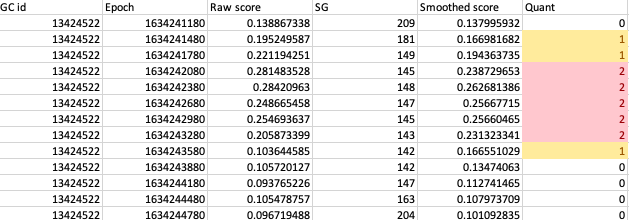 GC id Epoch Raw score SG Smoothed score Quant
13424522 1634241180 0.138867338 209 0.137995932 0
13424522 1634241480 0.195249587 181 0.166981682 1
13424522 1634241780 0.221194251 149 0.194363735 1
13424522 1634242080 0.281483528 145 0.238729653 2
13424522 1634242380 0.28420963 148 0.262681386 2
13424522 1634242680 0.248665458 147 0.25667715 2
13424522 1634242980 0.254693637 145 0.25660465 2
13424522 1634243280 0.205873399 143 0.231323341 2
13424522 1634243580 0.103644585 142 0.166551029 1
13424522 1634243880 0.105720127 142 0.13474063 0
13424522 1634244180 0.093765226 147 0.112741465 0
13424522 1634244480 0.105478757 163 0.107973709 0
13424522 1634244780 0.096719488 204 0.101092835 0